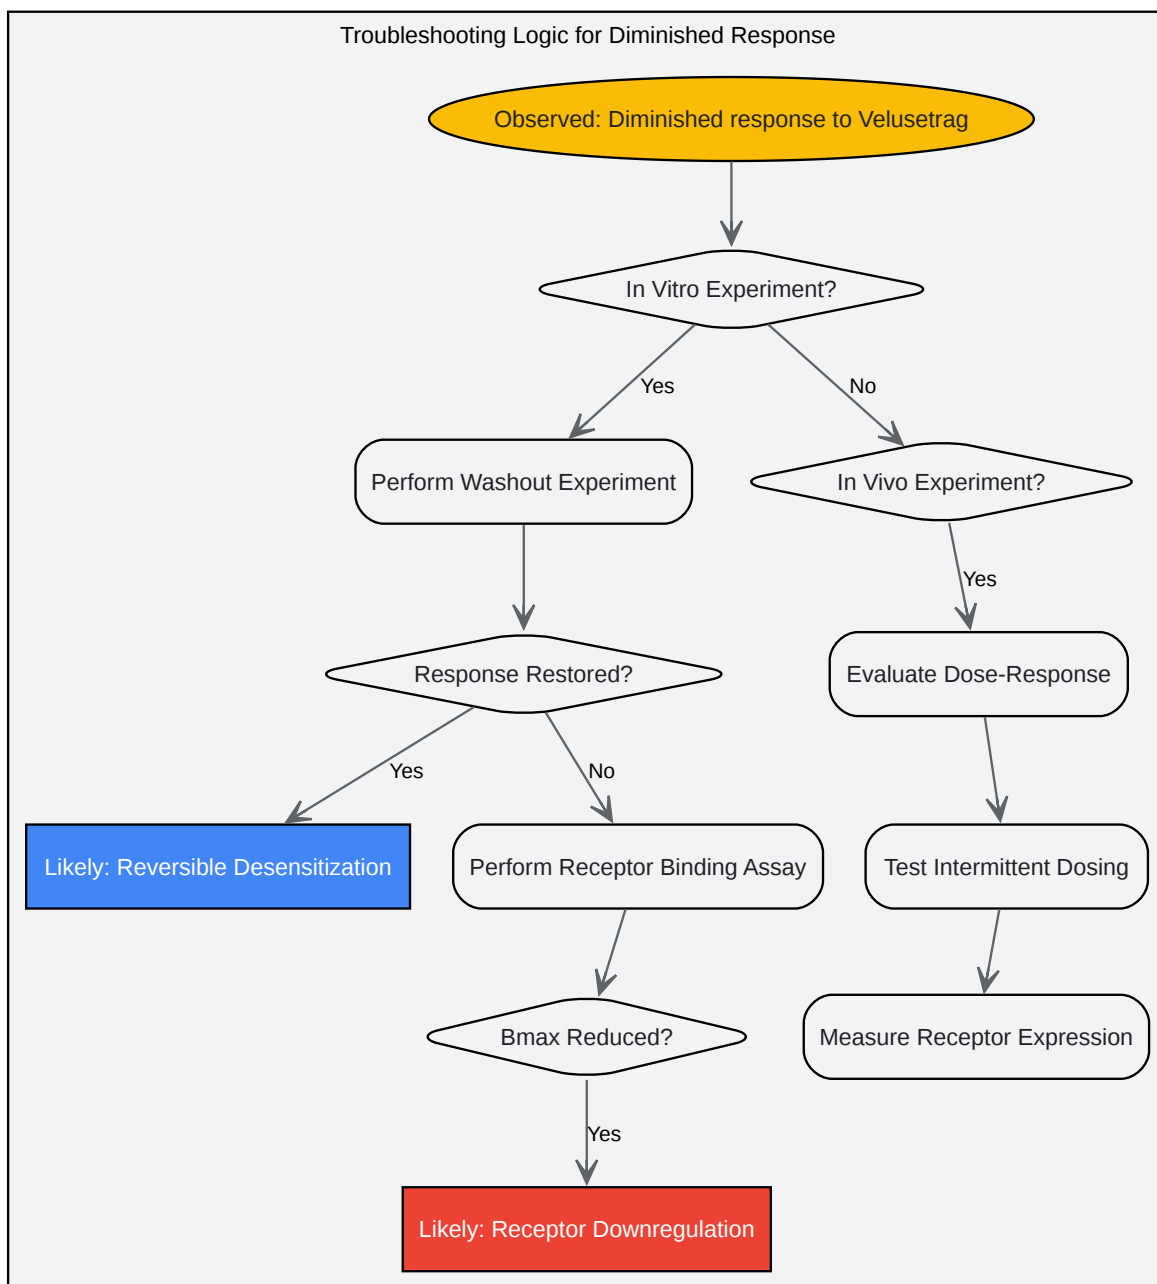 Troubleshooting Logic for Diminished Response
Observed: Diminished response to Velusetrag
In Vitro Experiment?
Yes
No
Perform Washout Experiment
In Vivo Experiment?
Yes
Response Restored?
Evaluate Dose-Response
Yes
No
Likely: Reversible Desensitization
Perform Receptor Binding Assay
Test Intermittent Dosing
Bmax Reduced?
Measure Receptor Expression
Yes
Likely: Receptor Downregulation